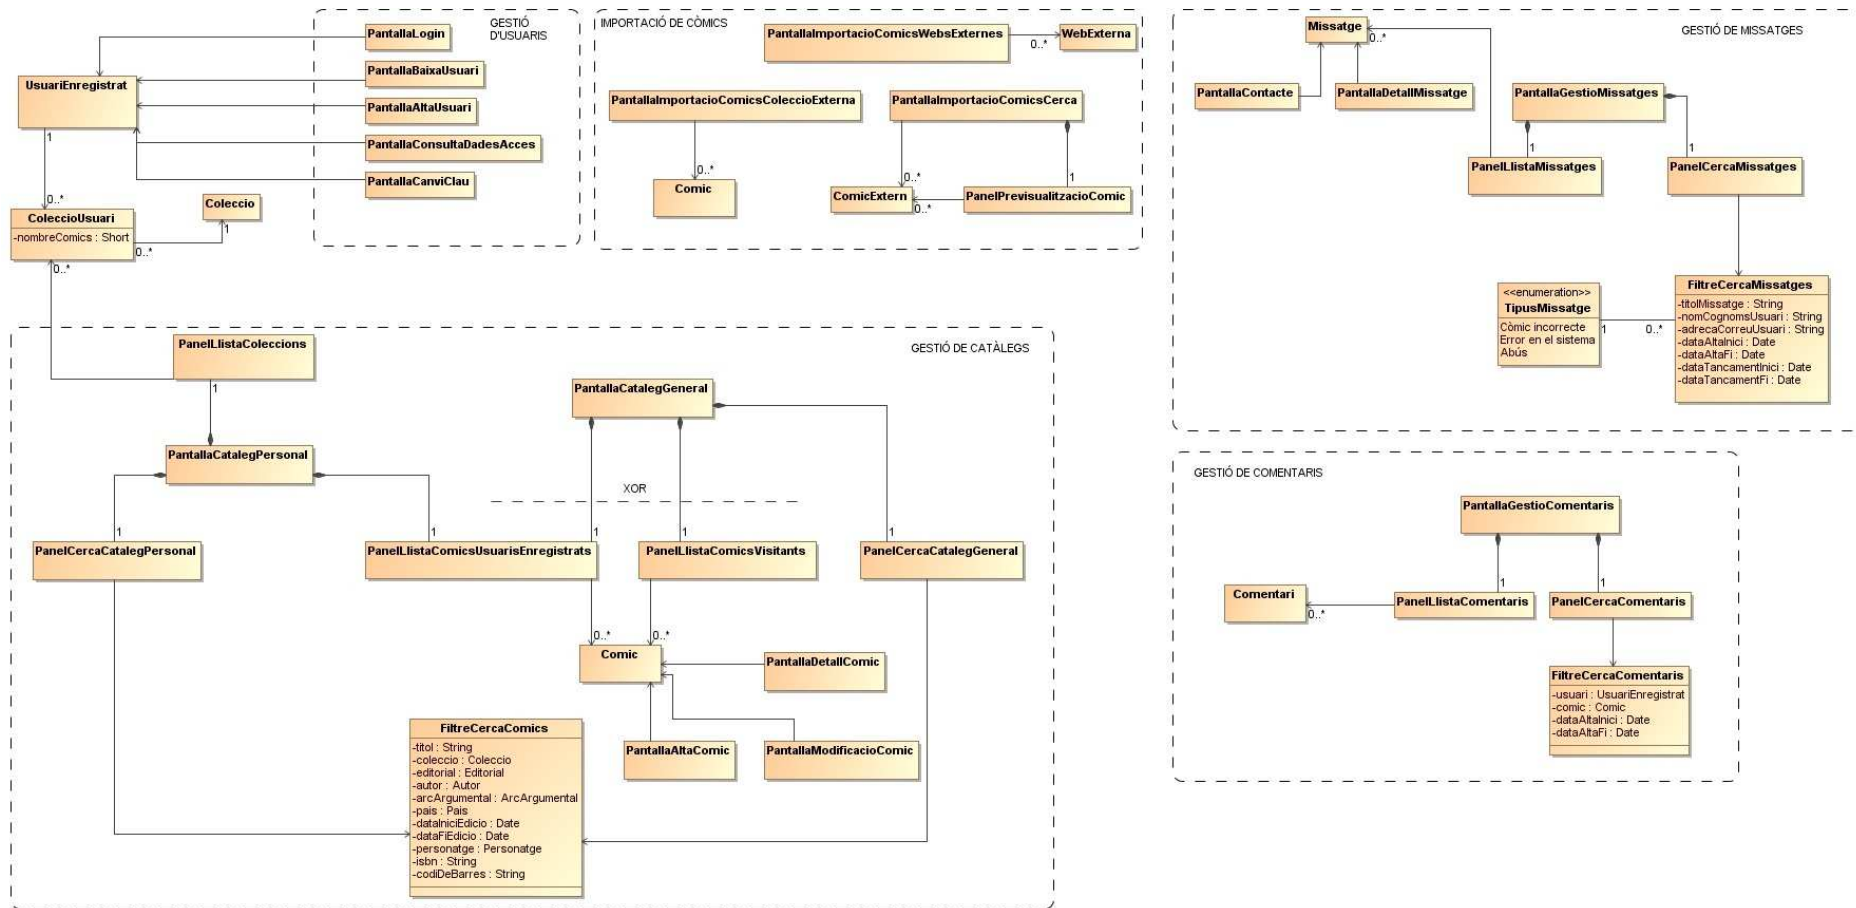 GESTIÓ
D'USUARIS
PantallaLogin
PantallaBaixaUsuari
PantallaAltaUsuari
PantallaConsultaDadesAcces
PantallaCanviClau
UsuariEnregistrat
1
0..*
ColeccioUsuari
-nombreComics : Short
0..*
1
Coleccio
0..*
IMPORTACIÓ DE CÒMICS
PantallaImportacioComicsWebsExternes
0..*
WebExterna
PantallaImportacioComicsColeccioExterna
0..*
Comic
PantallaImportacioComicsCerca
0..*
1
ComicExtern
0..*
PanelPrevisualitzacioComic
GESTIÓ DE MISSATGES
Missatge
0..*
PantallaContacte
PantallaDetallMissatge
PantallaGestioMissatges
1
1
PanelLlistaMissatges
PanelCercaMissatges
<<enumeration>>
TipusMissatge
Còmic incorrecte
Error en el sistema
Abús
1
0..*
FiltreCercaMissatges
-titolMissatge : String
-nomCognomsUsuari : String
-adrecaCorreuUsuari : String
-dataAltaInici : Date
-dataAltaFi : Date
-dataTancamentInici : Date
-dataTancamentFi : Date
GESTIÓ DE CATÀLEGS
PanelLlistaColeccions
1
PantallaCatalegGeneral
PantallaCatalegPersonal
XOR
1
1
1
1
1
PanelCercaCatalegPersonal
PanelLlistaComicsUsuarisEnregistrats
PanelLlistaComicsVisitants
PanelCercaCatalegGeneral
0..*
0..*
Comic
PantallaDetallComic
PantallaAltaComic
PantallaModificacioComic
FiltreCercaComics
-titol : String
-coleccio : Coleccio
-editorial : Editorial
-autor : Autor
-arcArgumental : ArcArgumental
-pais : Pais
-dataIniciEdicio : Date
-dataFiEdicio : Date
-personatge : Personatge
-isbn : String
-codiDeBarres : String
GESTIÓ DE COMENTARIS
PantallaGestioComentaris
1
1
Comentari
0..*
PanelLlistaComentaris
PanelCercaComentaris
FiltreCercaComentaris
-usuari : UsuariEnregistrat
-comic : Comic
-dataAltaInici : Date
-dataAltaFi : Date